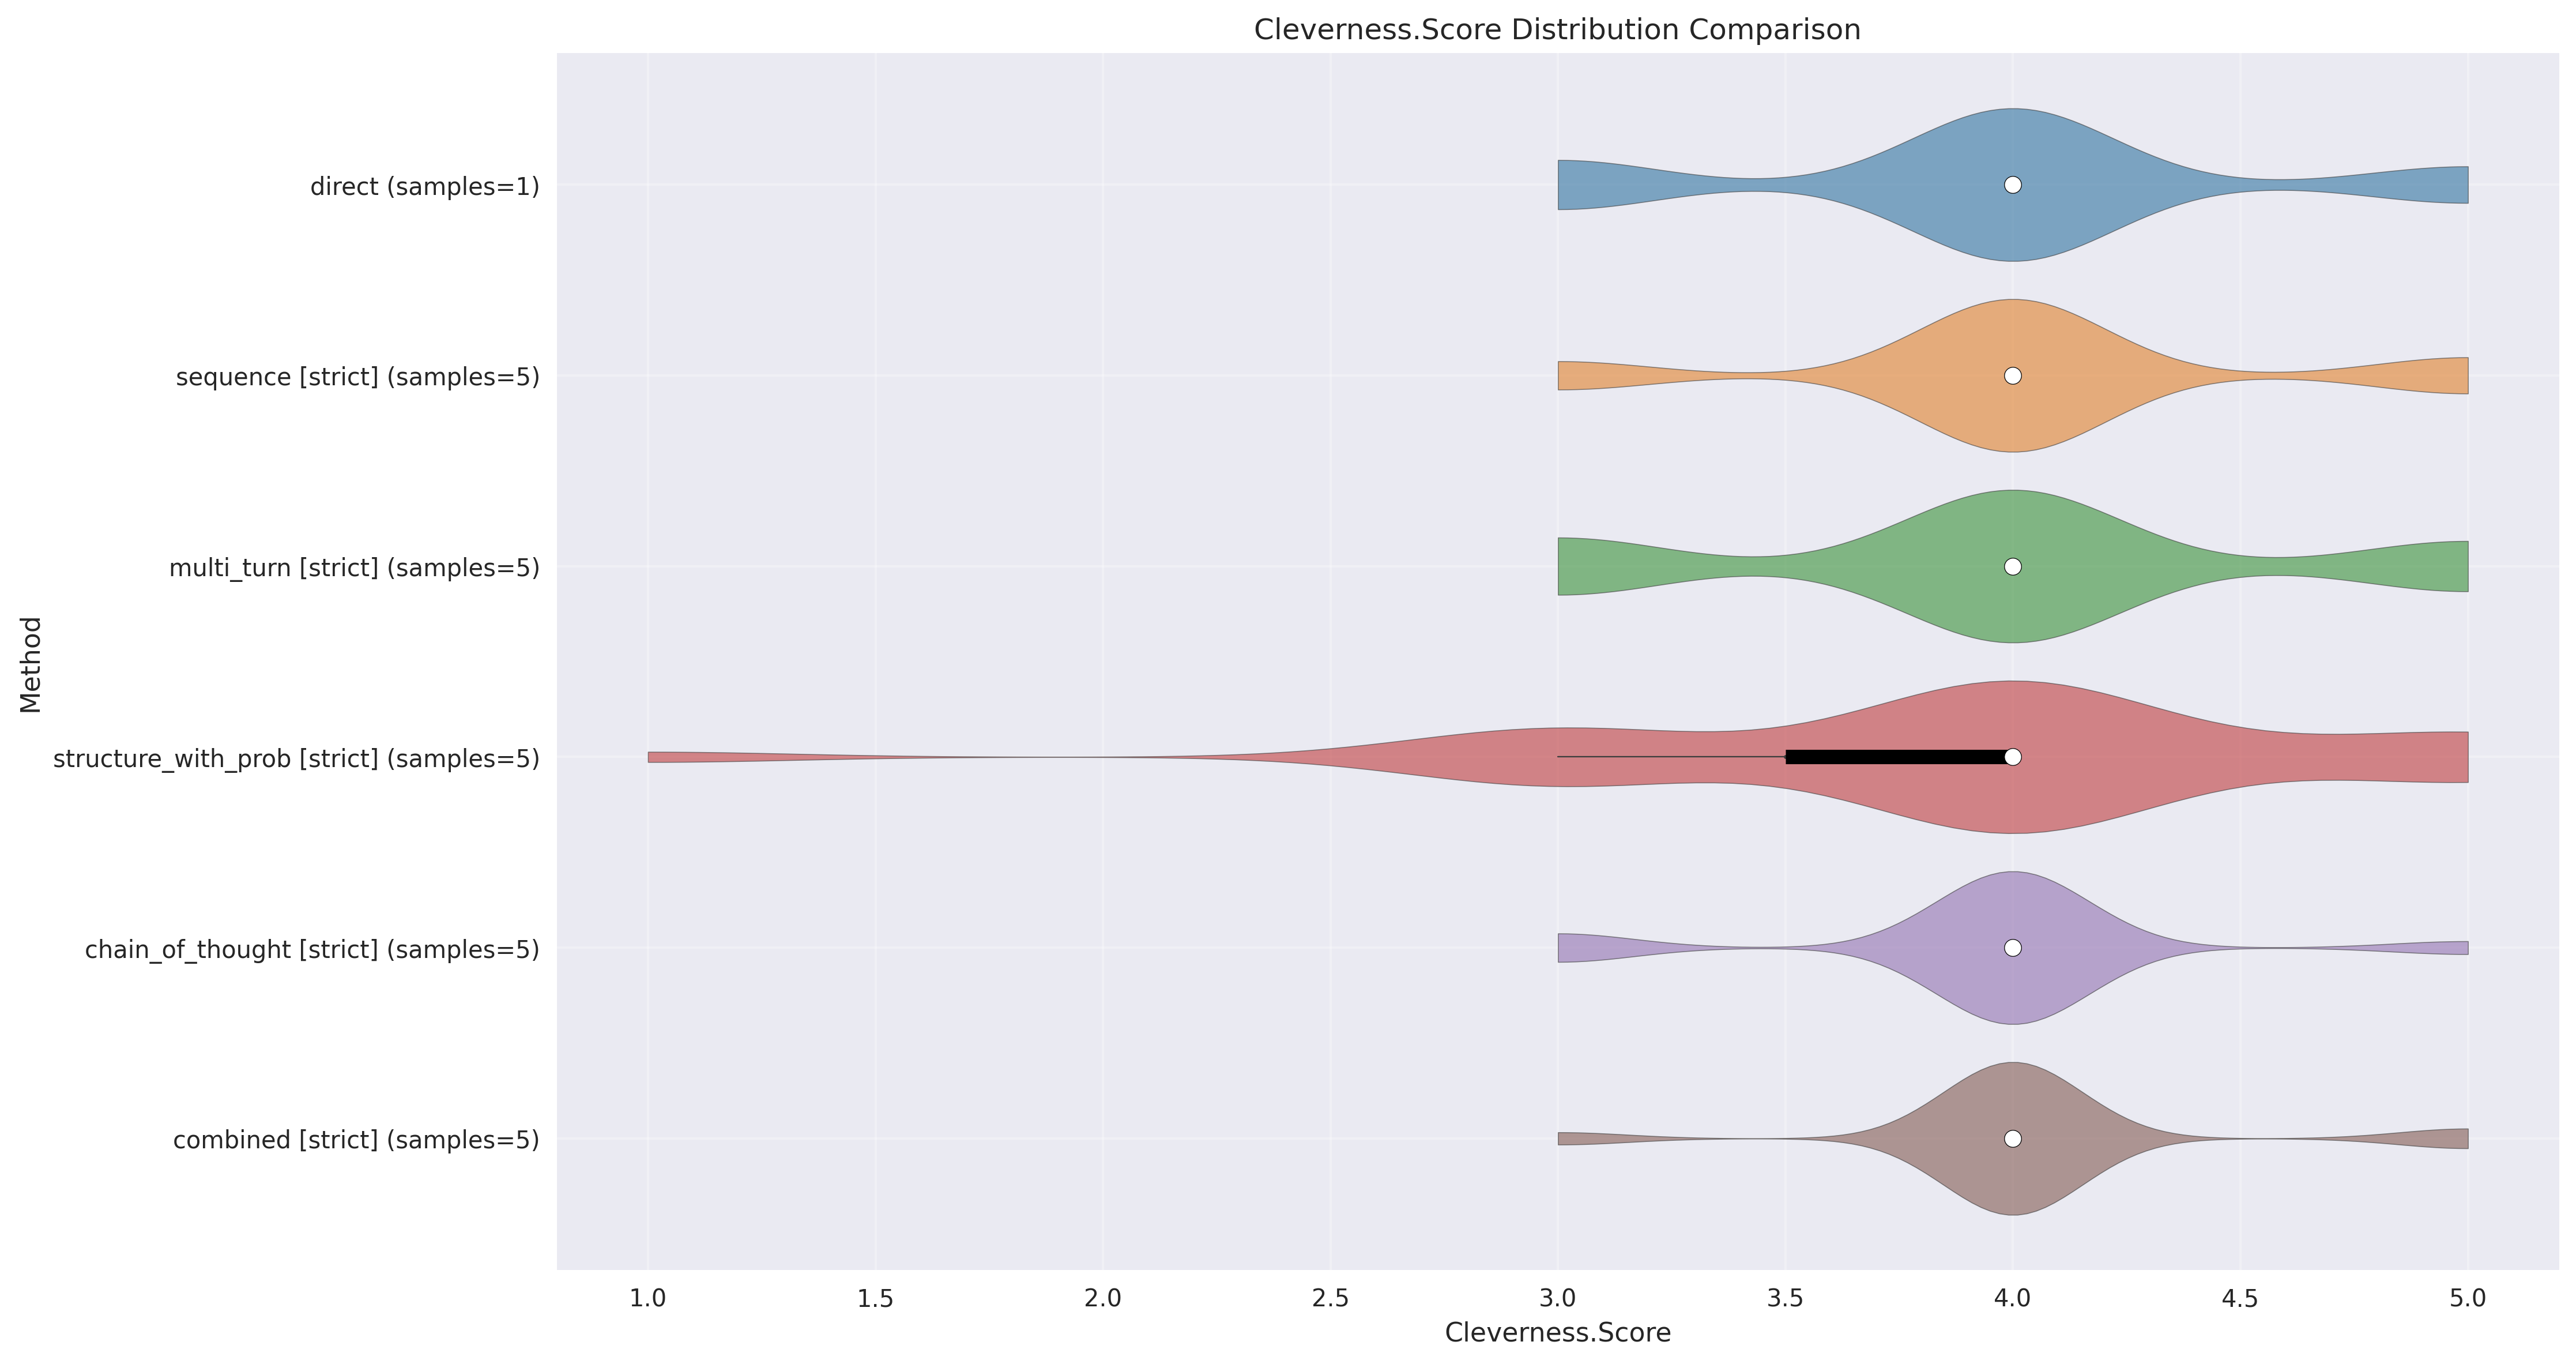 Cleverness.Score Distribution Comparison
direct (samples=1)
sequence [strict] (samples=5)
multi_turn [strict] (samples=5)
structure_with_prob [strict] (samples=5)
chain_of_thought [strict] (samples=5)
combined [strict] (samples=5)
Method
1.0 1.5 2.0 2.5 3.0 3.5 4.0 4.5 5.0
Cleverness.Score